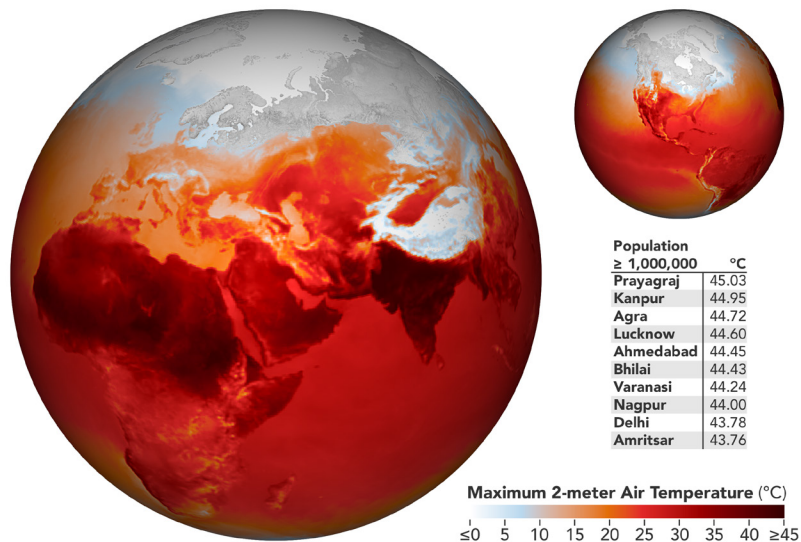 Population
≥ 1,000,000 °C
Prayagraj 45.03
Kanpur 44.95
Agra 44.72
Lucknow 44.60
Ahmedabad 44.45
Bhilai 44.43
Varanasi 44.24
Nagpur 44.00
Delhi 43.78
Amritsar 43.76
Maximum 2-meter Air Temperature (°C)
≤0 5 10 15 20 25 30 35 40 ≥45